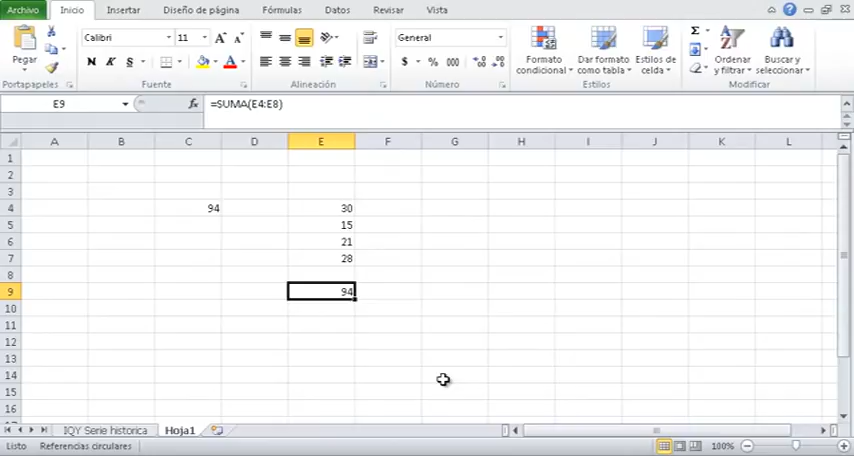 Archivo Inicio Insertar Diseño de página Fórmulas Datos Revisar Vista
Pegar
Portapapeles
Calibri 11
N K S
Fuente
Alineación
General
$ % 000
Número
Formato condicional
Dar formato como tabla
Estilos de celda
Estilos
Ordenar y filtrar
Buscar y seleccionar
Modificar
E9 fx =SUMA(E4:E8)
A B C D E F G H I J K L
1
2
3
4 94 30
5 15
6 21
7 28
8
9 94
10
11
12
13
14
15
16
IQY Serie historica Hoja1
Listo Referencias circulares 100%